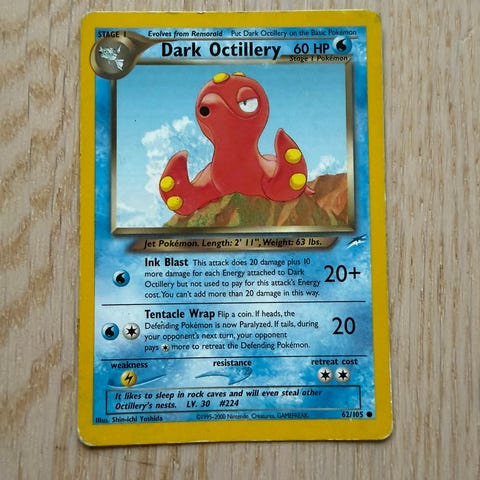 STAGE 1 Evolves from Remoraid Put Dark Octillery on the Basic Pokémon
Dark Octillery 60 HP
Stage 1 Pokémon
Jet Pokémon. Length: 2' 11", Weight: 63 lbs.
Ink Blast This attack does 20 damage plus 10
more damage for each Energy attached to Dark
Octillery but not used to pay for this attack's Energy
cost. You can't add more than 20 damage in this way.
20+
Tentacle Wrap Flip a coin. If heads, the
Defending Pokémon is now Paralyzed. If tails, during
your opponent's next turn, your opponent
pays more to retreat the Defending Pokémon.
20
weakness resistance retreat cost
It likes to sleep in rock caves and will even steal other
Octillery's nests. LV. 30 #224
Illus. Shin-ichi Yoshida ©1995-2000 Nintendo, Creatures, GAMEFREAK. 62/105